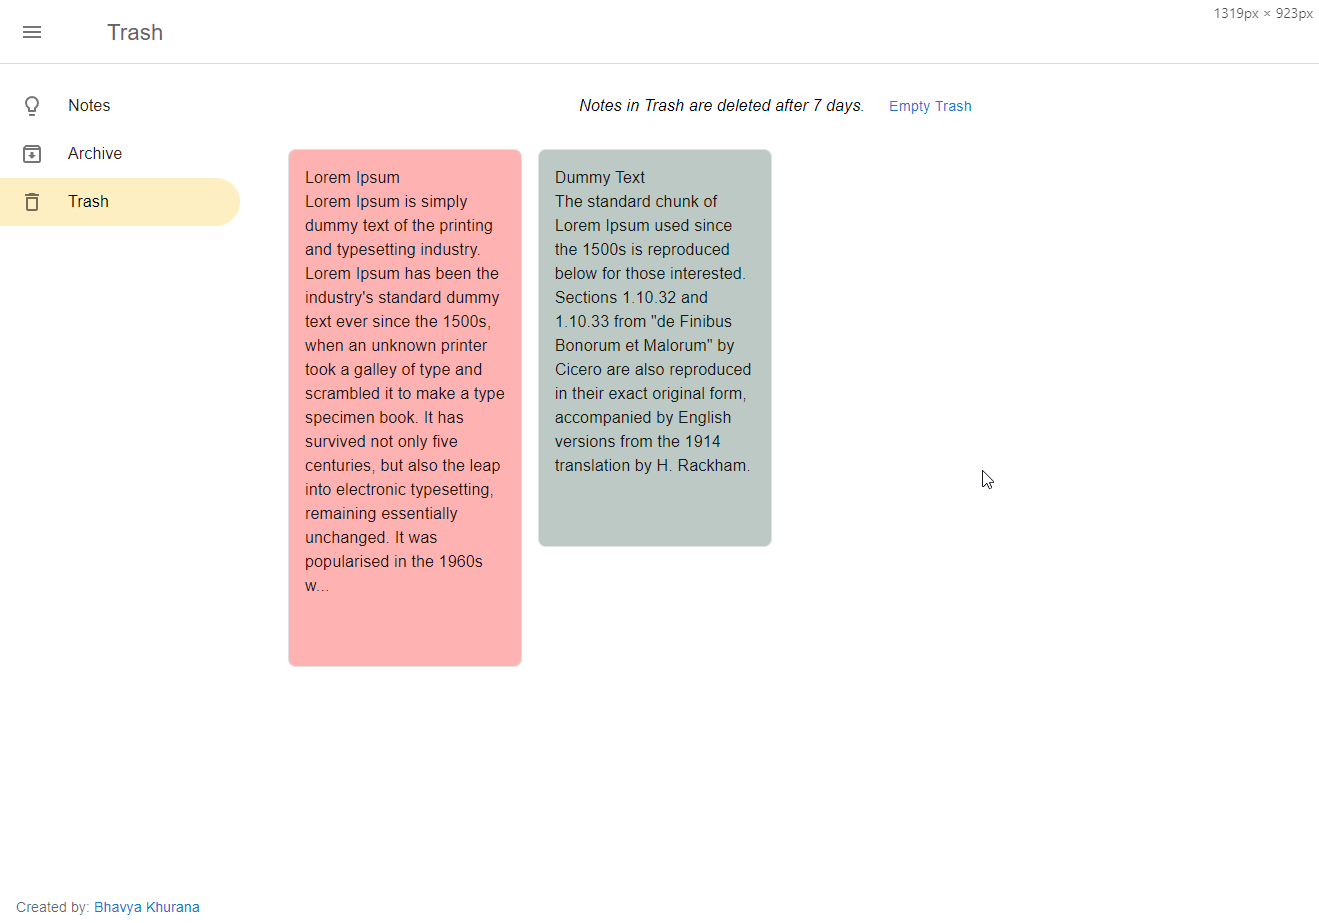 1319px × 923px
Trash
Notes
Archive
Trash
Notes in Trash are deleted after 7 days. Empty Trash
Lorem Ipsum
Lorem Ipsum is simply
dummy text of the printing
and typesetting industry.
Lorem Ipsum has been the
industry's standard dummy
text ever since the 1500s,
when an unknown printer
took a galley of type and
scrambled it to make a type
specimen book. It has
survived not only five
centuries, but also the leap
into electronic typesetting,
remaining essentially
unchanged. It was
popularised in the 1960s
w...
Dummy Text
The standard chunk of
Lorem Ipsum used since
the 1500s is reproduced
below for those interested.
Sections 1.10.32 and
1.10.33 from "de Finibus
Bonorum et Malorum" by
Cicero are also reproduced
in their exact original form,
accompanied by English
versions from the 1914
translation by H. Rackham.
Created by: Bhavya Khurana